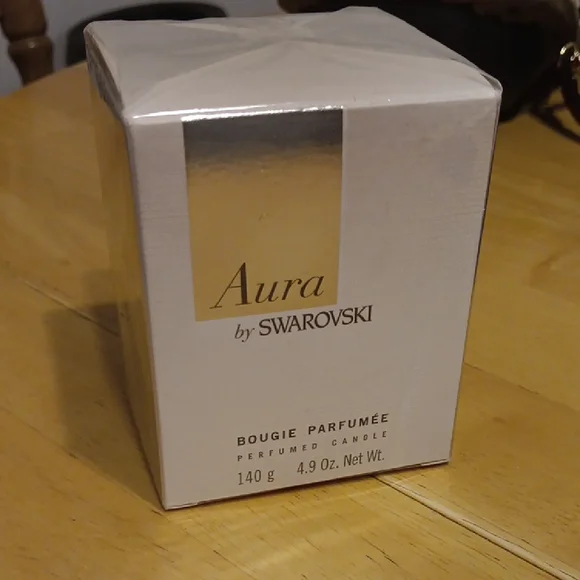 Aura
by SWAROVSKI
BOUGIE PARFUMÉE
PERFUMED CANDLE
140 g 4.9 Oz. Net Wt.